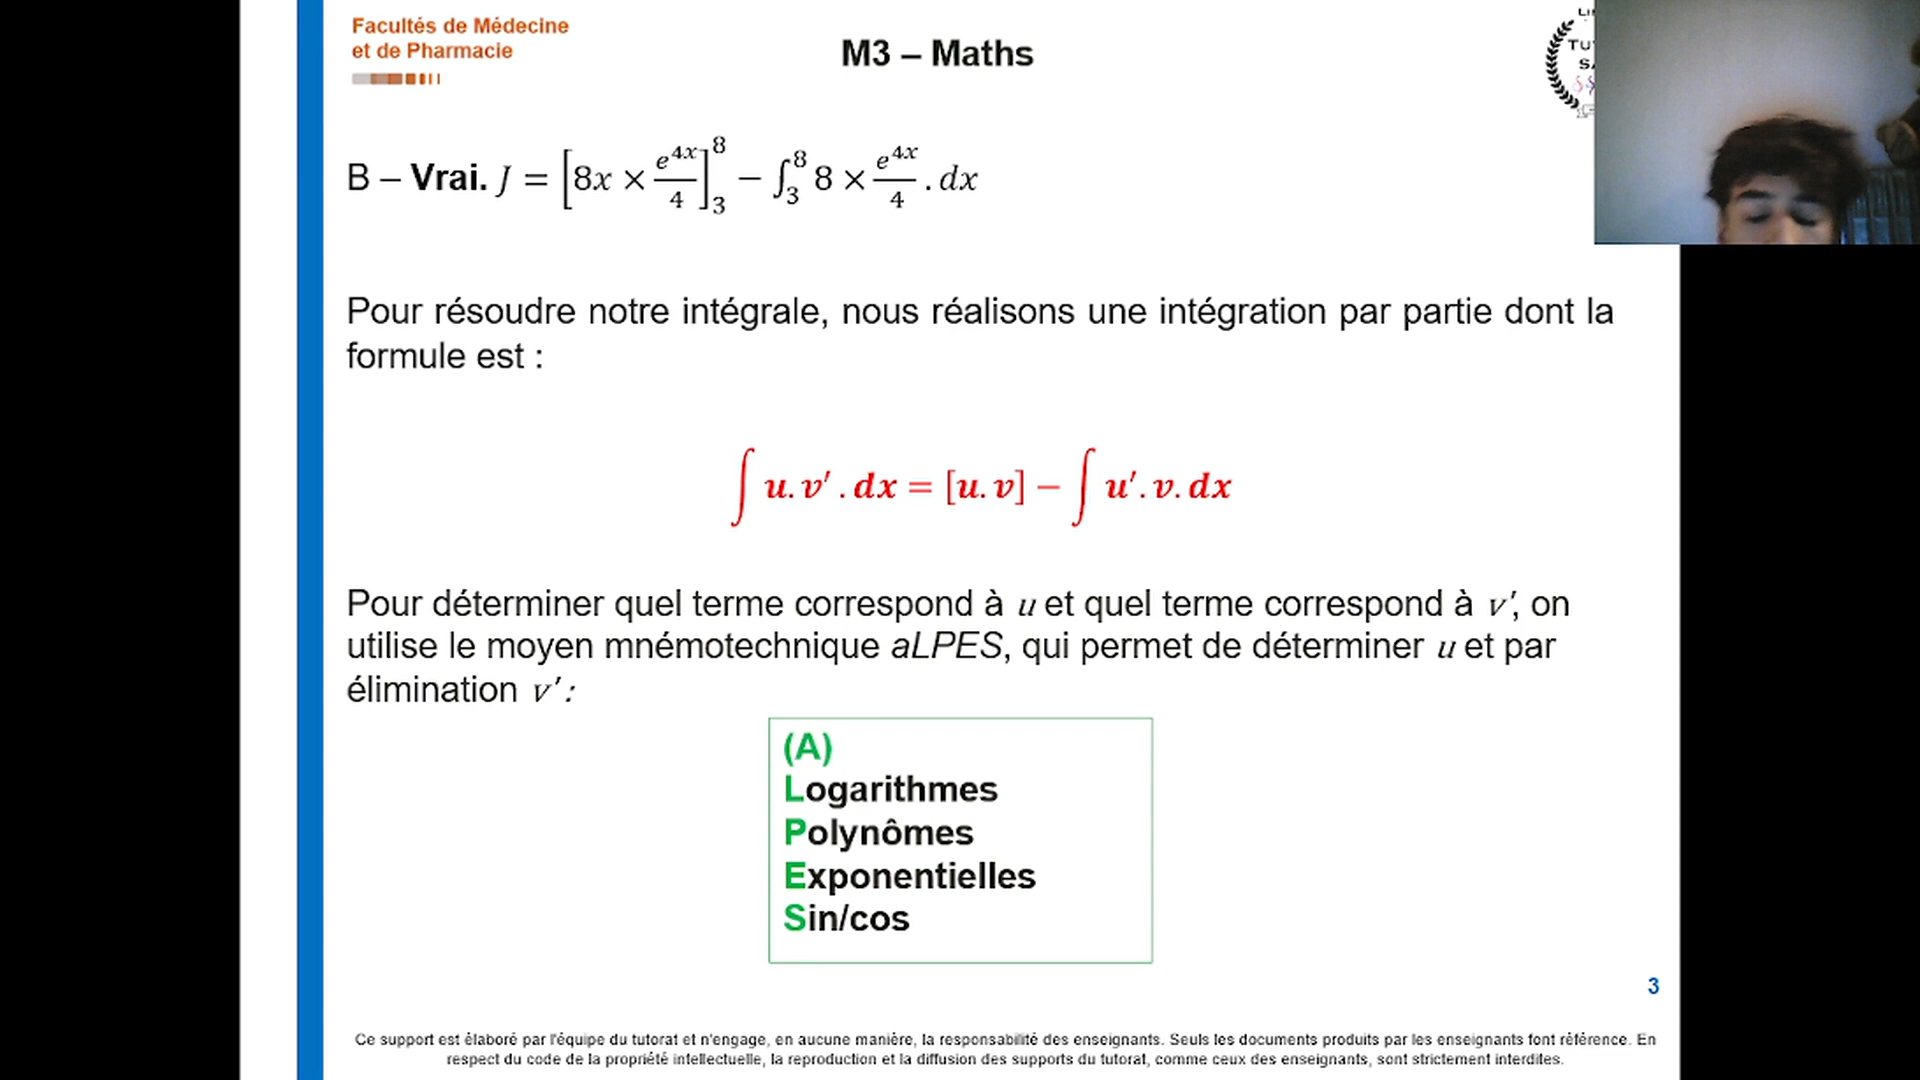 Facultés de Médecine
et de Pharmacie
M3 – Maths
B – Vrai. J = [8x × e^{4x}/4]_3^8 − ∫_3^8 8 × e^{4x}/4 . dx
Pour résoudre notre intégrale, nous réalisons une intégration par partie dont la
formule est :
∫ u. v′ . dx = [u. v] − ∫ u′. v. dx
Pour déterminer quel terme correspond à u et quel terme correspond à v’, on
utilise le moyen mnémotechnique aLPES, qui permet de déterminer u et par
élimination v’ :
(A)
Logarithmes
Polynômes
Exponentielles
Sin/cos
3
Ce support est élaboré par l'équipe du tutorat et n'engage, en aucune manière, la responsabilité des enseignants. Seuls les documents produits par les enseignants font référence. En
respect du code de la propriété intellectuelle, la reproduction et la diffusion des supports du tutorat, comme ceux des enseignants, sont strictement interdites.